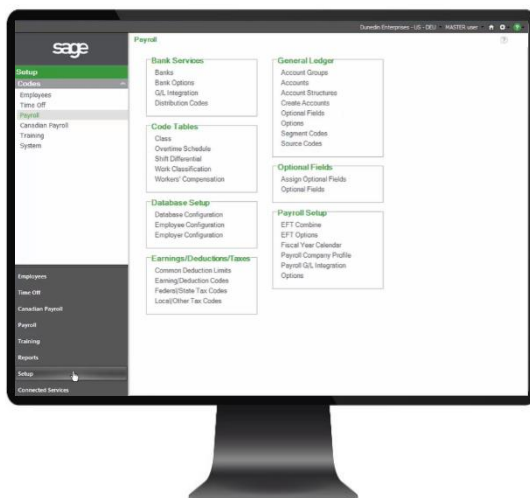 Dunedin Enterprises - US - DEU
MASTER user
sage
Setup
Codes
Employees
Time Off
Payroll
Canadian Payroll
Training
System
Employees
Time Off
Canadian Payroll
Payroll
Training
Reports
Setup
Connected Services
Payroll
Bank Services
Banks
Bank Options
G/L Integration
Distribution Codes
Code Tables
Class
Overtime Schedule
Shift Differential
Work Classification
Workers' Compensation
Database Setup
Database Configuration
Employee Configuration
Employer Configuration
Earnings/Deductions/Taxes
Common Deduction Limits
Earning/Deduction Codes
Federal/State Tax Codes
Local/Other Tax Codes
General Ledger
Account Groups
Accounts
Account Structures
Create Accounts
Optional Fields
Options
Segment Codes
Source Codes
Optional Fields
Assign Optional Fields
Optional Fields
Payroll Setup
EFT Combine
EFT Options
Fiscal Year Calendar
Payroll Company Profile
Payroll G/L Integration
Options